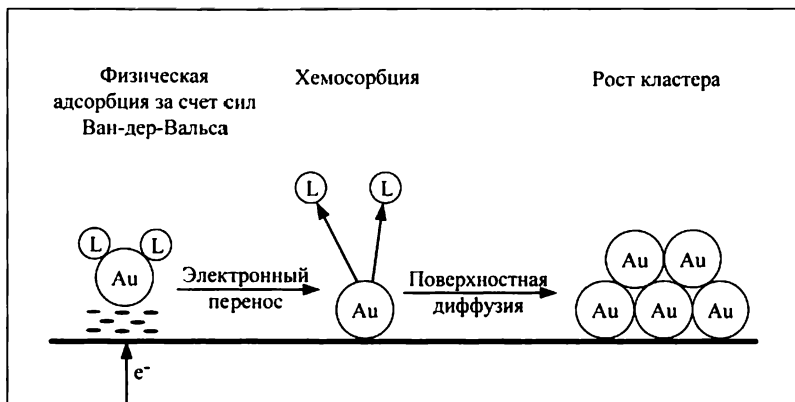 Физическая
адсорбция за счет сил
Ван-дер-Вальса
Хемосорбция
Рост кластера
L
L
L
L
Au
Электронный
перенос
Au
Поверхностная
диффузия
Au
Au
Au
Au
Au
e-